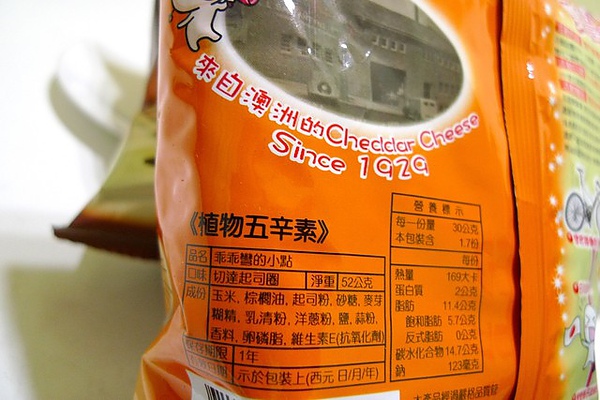 來自澳洲的Cheddar Cheese
Since 1929
《植物五辛素》
品名 乖乖彎的小點
口味 切達起司圈 淨重 52公克
成份 玉米, 棕櫚油, 起司粉, 砂糖, 麥芽
糊精, 乳清粉, 洋蔥粉, 鹽, 蒜粉,
香料, 卵磷脂, 維生素E(抗氧化劑)
保存期限 1年
示於包裝上(西元 日/月/年)
營養標示
每一份量 30公克
本包裝含 1.7份
每份
熱量 169大卡
蛋白質 2公克
脂肪 11.4公克
飽和脂肪 5.7公克
反式脂肪 0公克
碳水化合物 14.7公克
鈉 123毫克